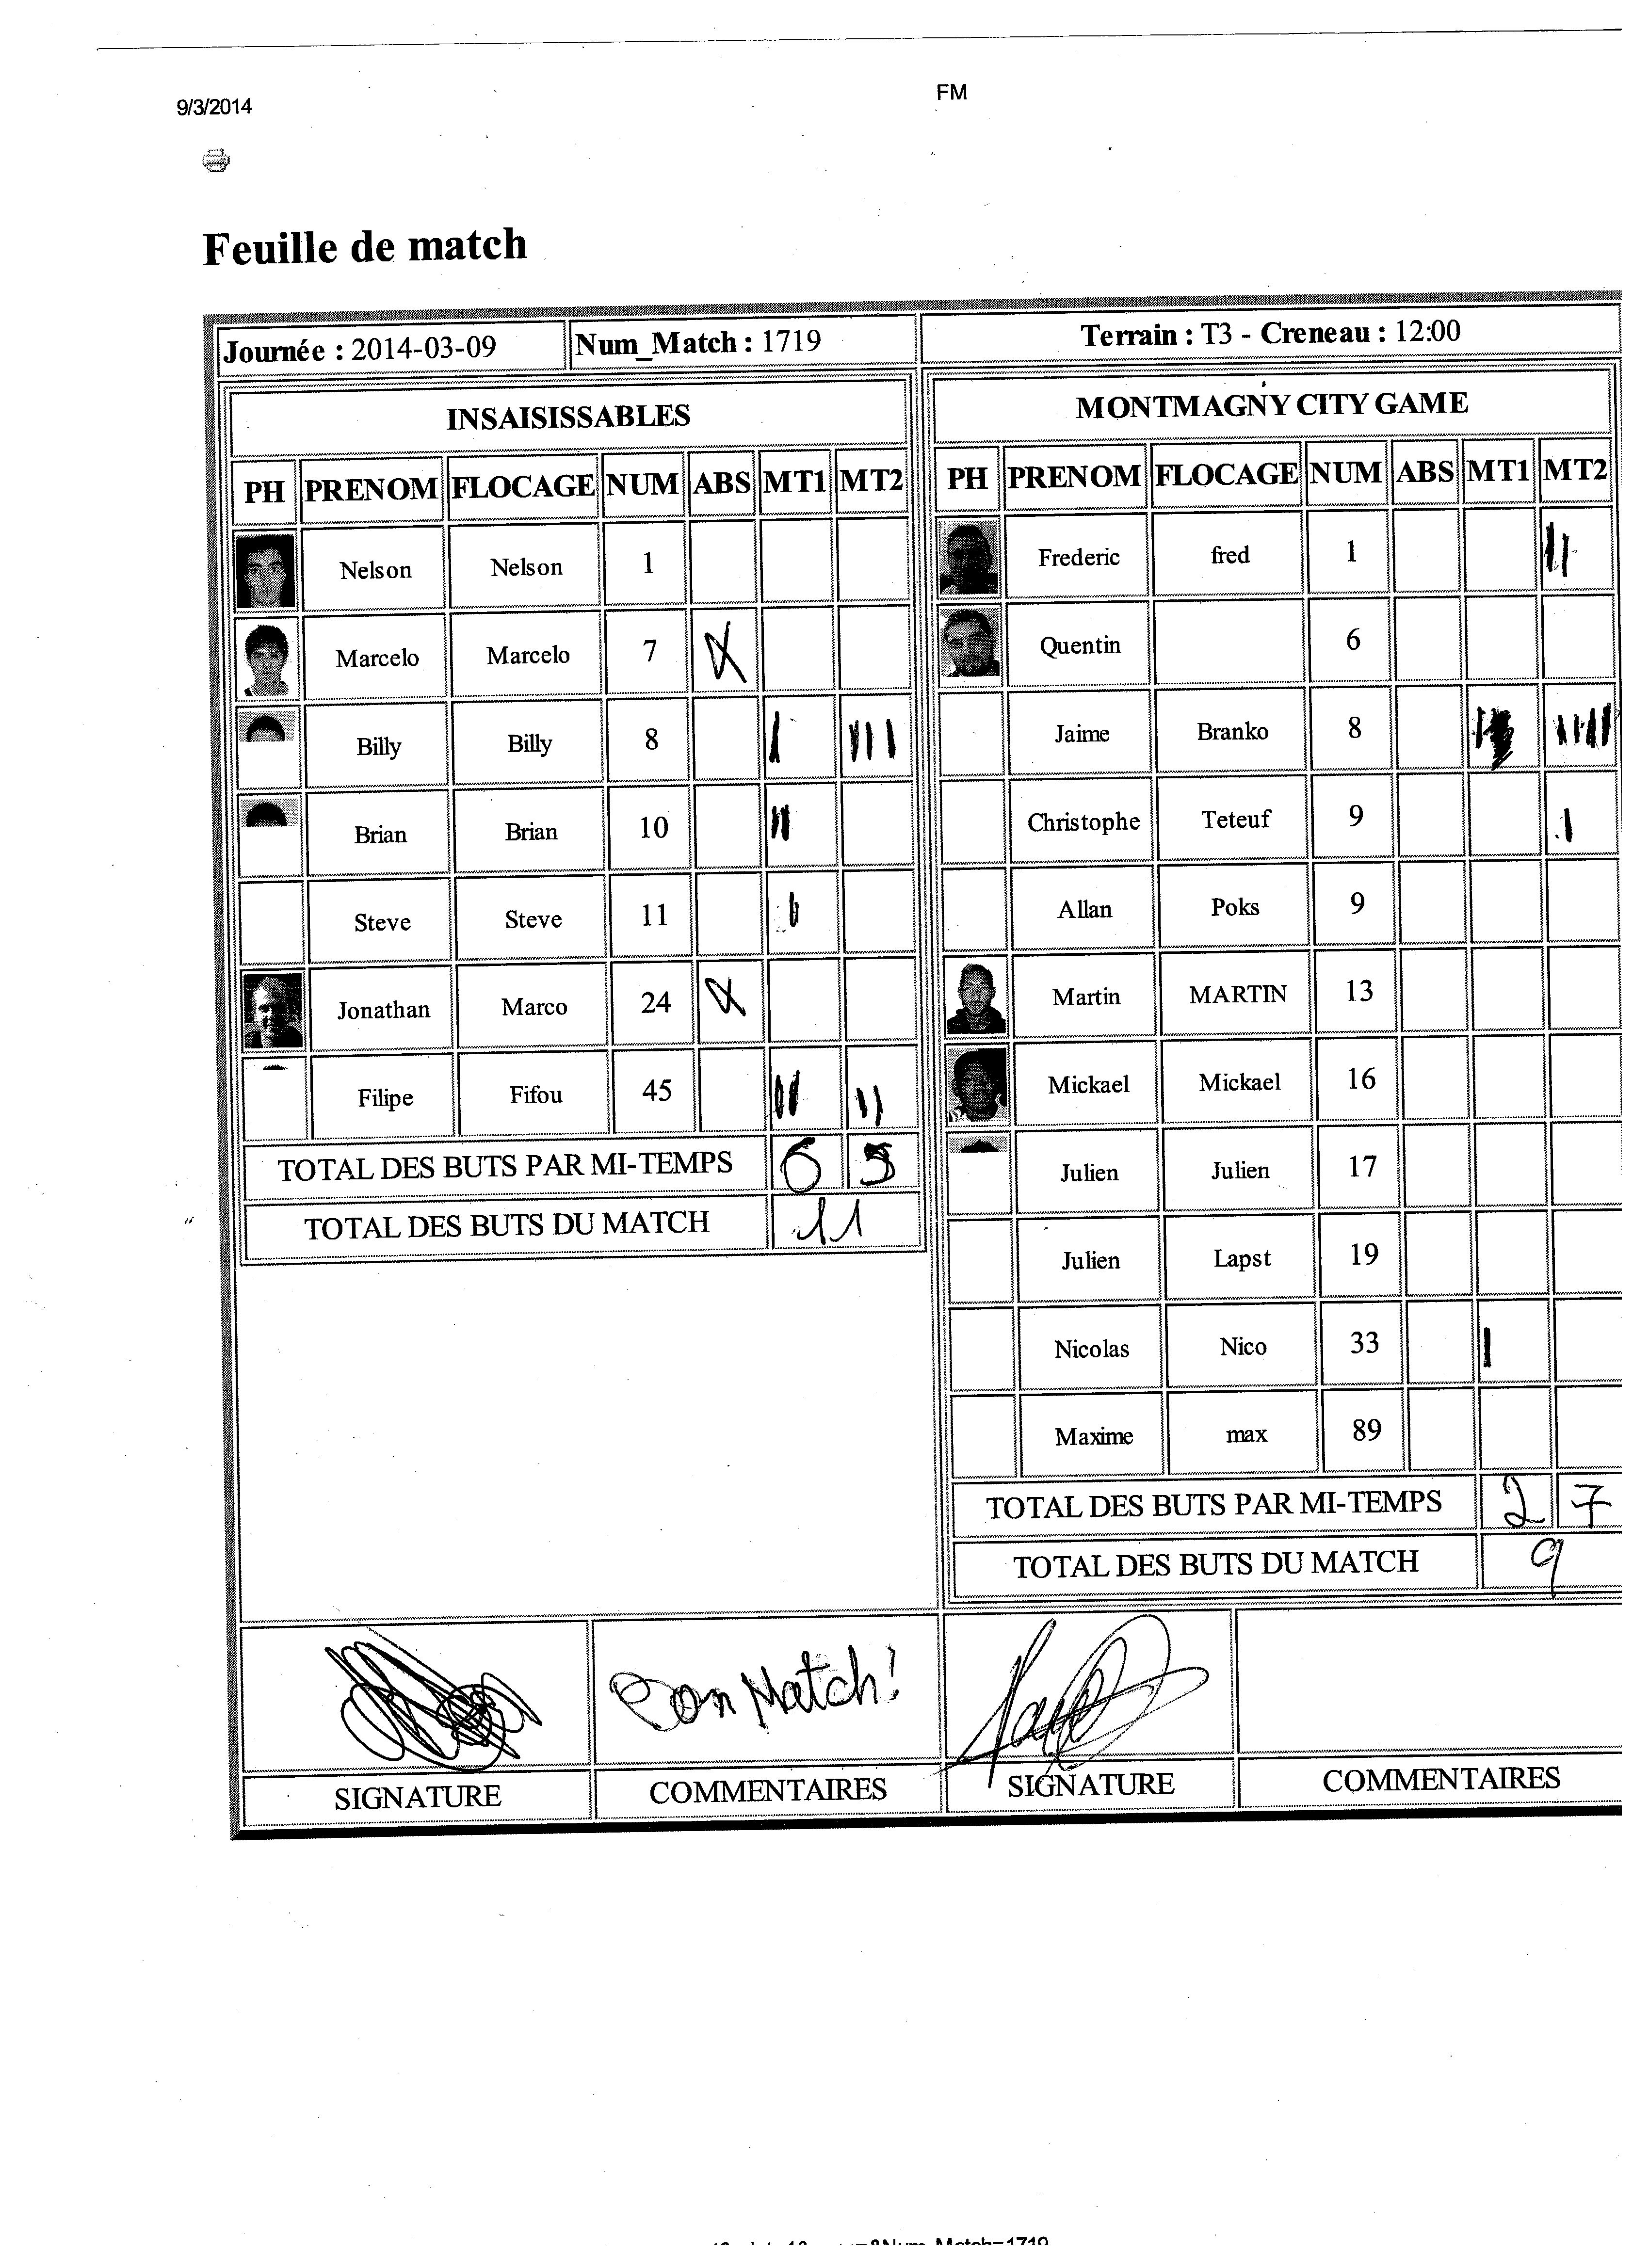 9/3/2014 FM
Feuille de match
Journée : 2014-03-09 Num_Match : 1719 Terrain : T3 - Creneau : 12:00
INSAISISSABLES
PH PRENOM FLOCAGE NUM ABS MT1 MT2
Nelson Nelson 1
Marcelo Marcelo 7 X
Billy Billy 8 I III
Brian Brian 10 II
Steve Steve 11 I
Jonathan Marco 24 X
Filipe Fifou 45 II II
TOTAL DES BUTS PAR MI-TEMPS 6 5
TOTAL DES BUTS DU MATCH 11
MONTMAGNY CITY GAME
PH PRENOM FLOCAGE NUM ABS MT1 MT2
Frederic fred 1 II
Quentin 6
Jaime Branko 8
Christophe Teteuf 9 I
Allan Poks 9
Martin MARTIN 13
Mickael Mickael 16
Julien Julien 17
Julien Lapst 19
Nicolas Nico 33 I
Maxime max 89
TOTAL DES BUTS PAR MI-TEMPS 2 7
TOTAL DES BUTS DU MATCH 9
Bon Match!
SIGNATURE COMMENTAIRES SIGNATURE COMMENTAIRES